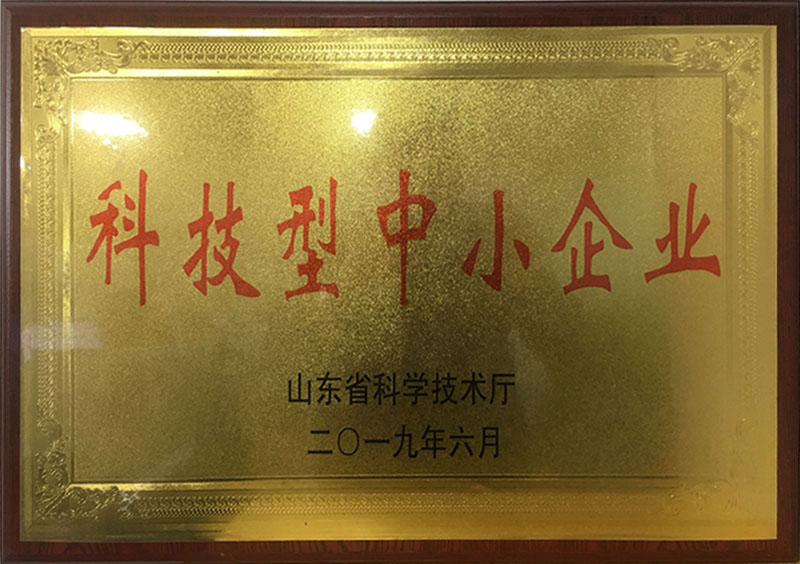 科技型中小企业
山东省科学技术厅
二〇一九年六月